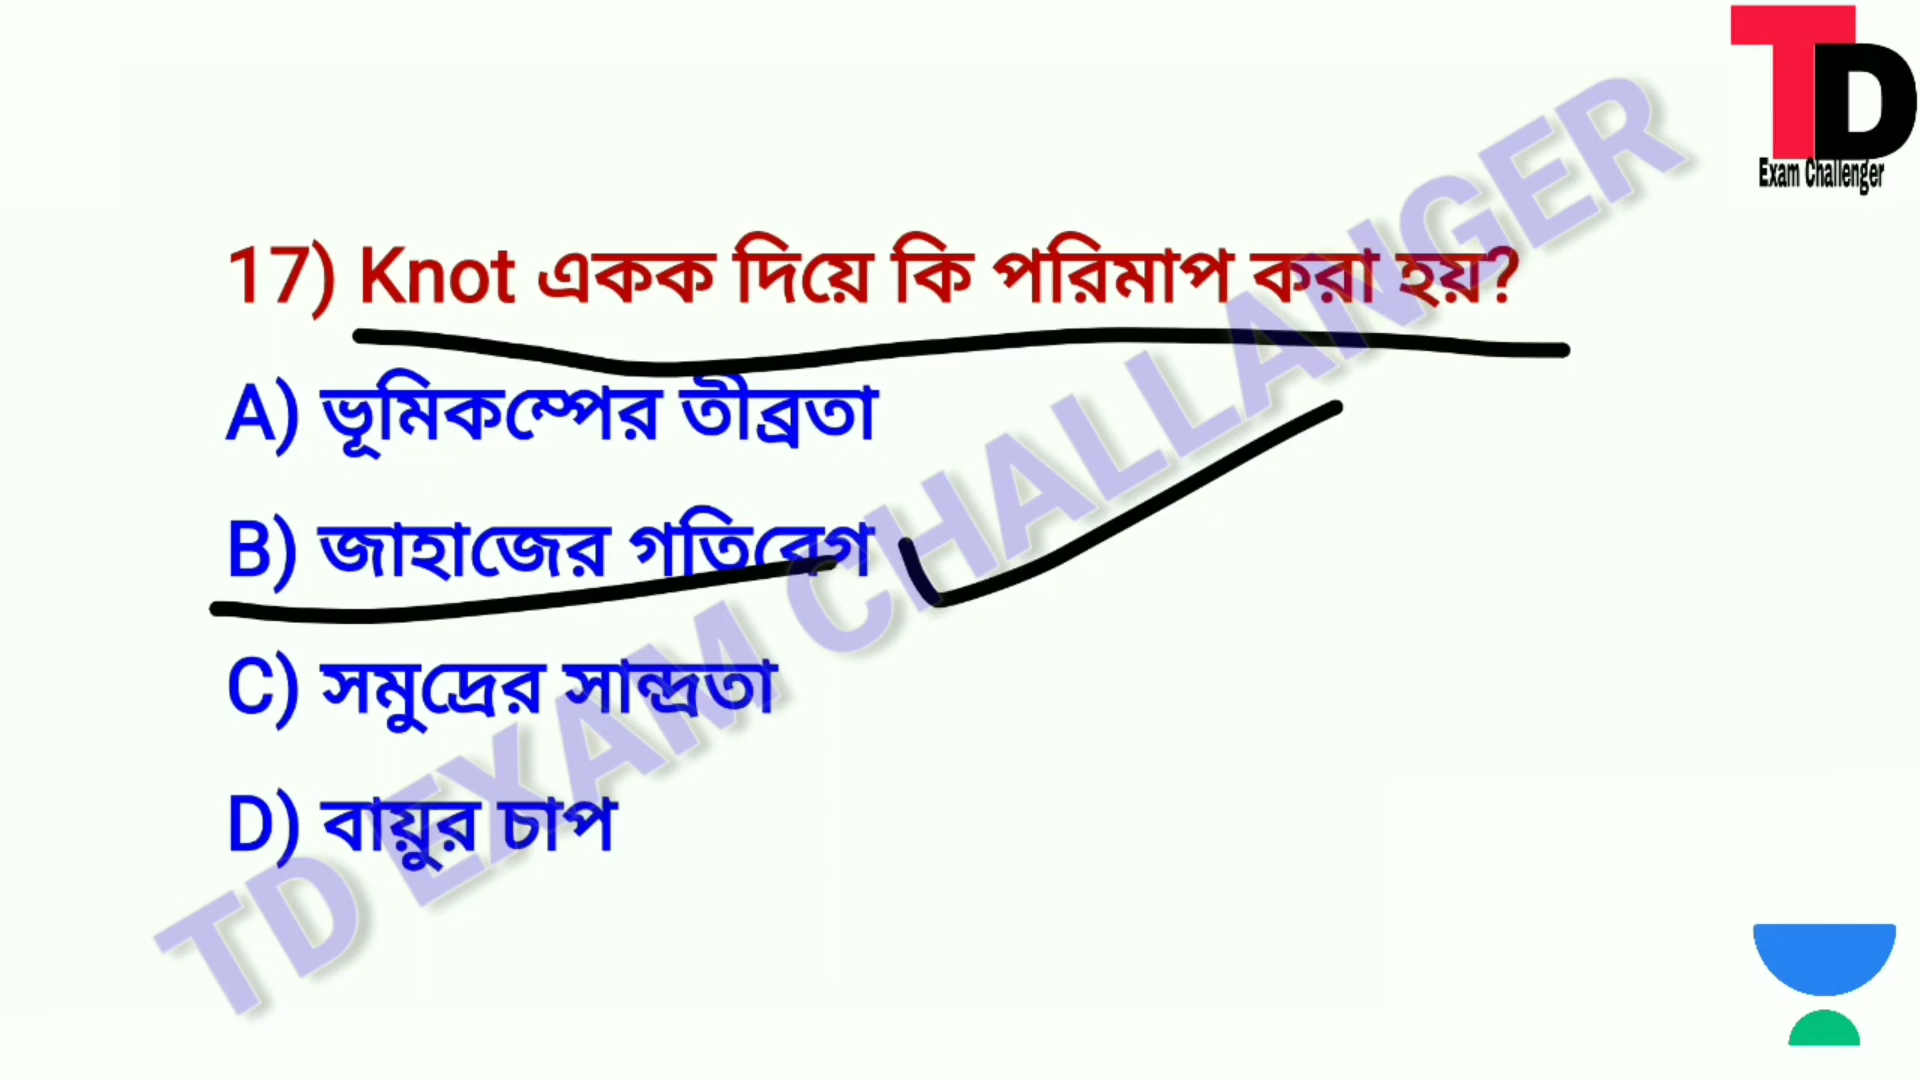 TD
Exam Challenger
17) Knot একক দিয়ে কি পরিমাপ করা হয়?
A) ভূমিকম্পের তীব্রতা
B) জাহাজের গতিবেগ
C) সমুদ্রের সান্দ্রতা
D) বায়ুর চাপ
TD EXAM CHALLANGER